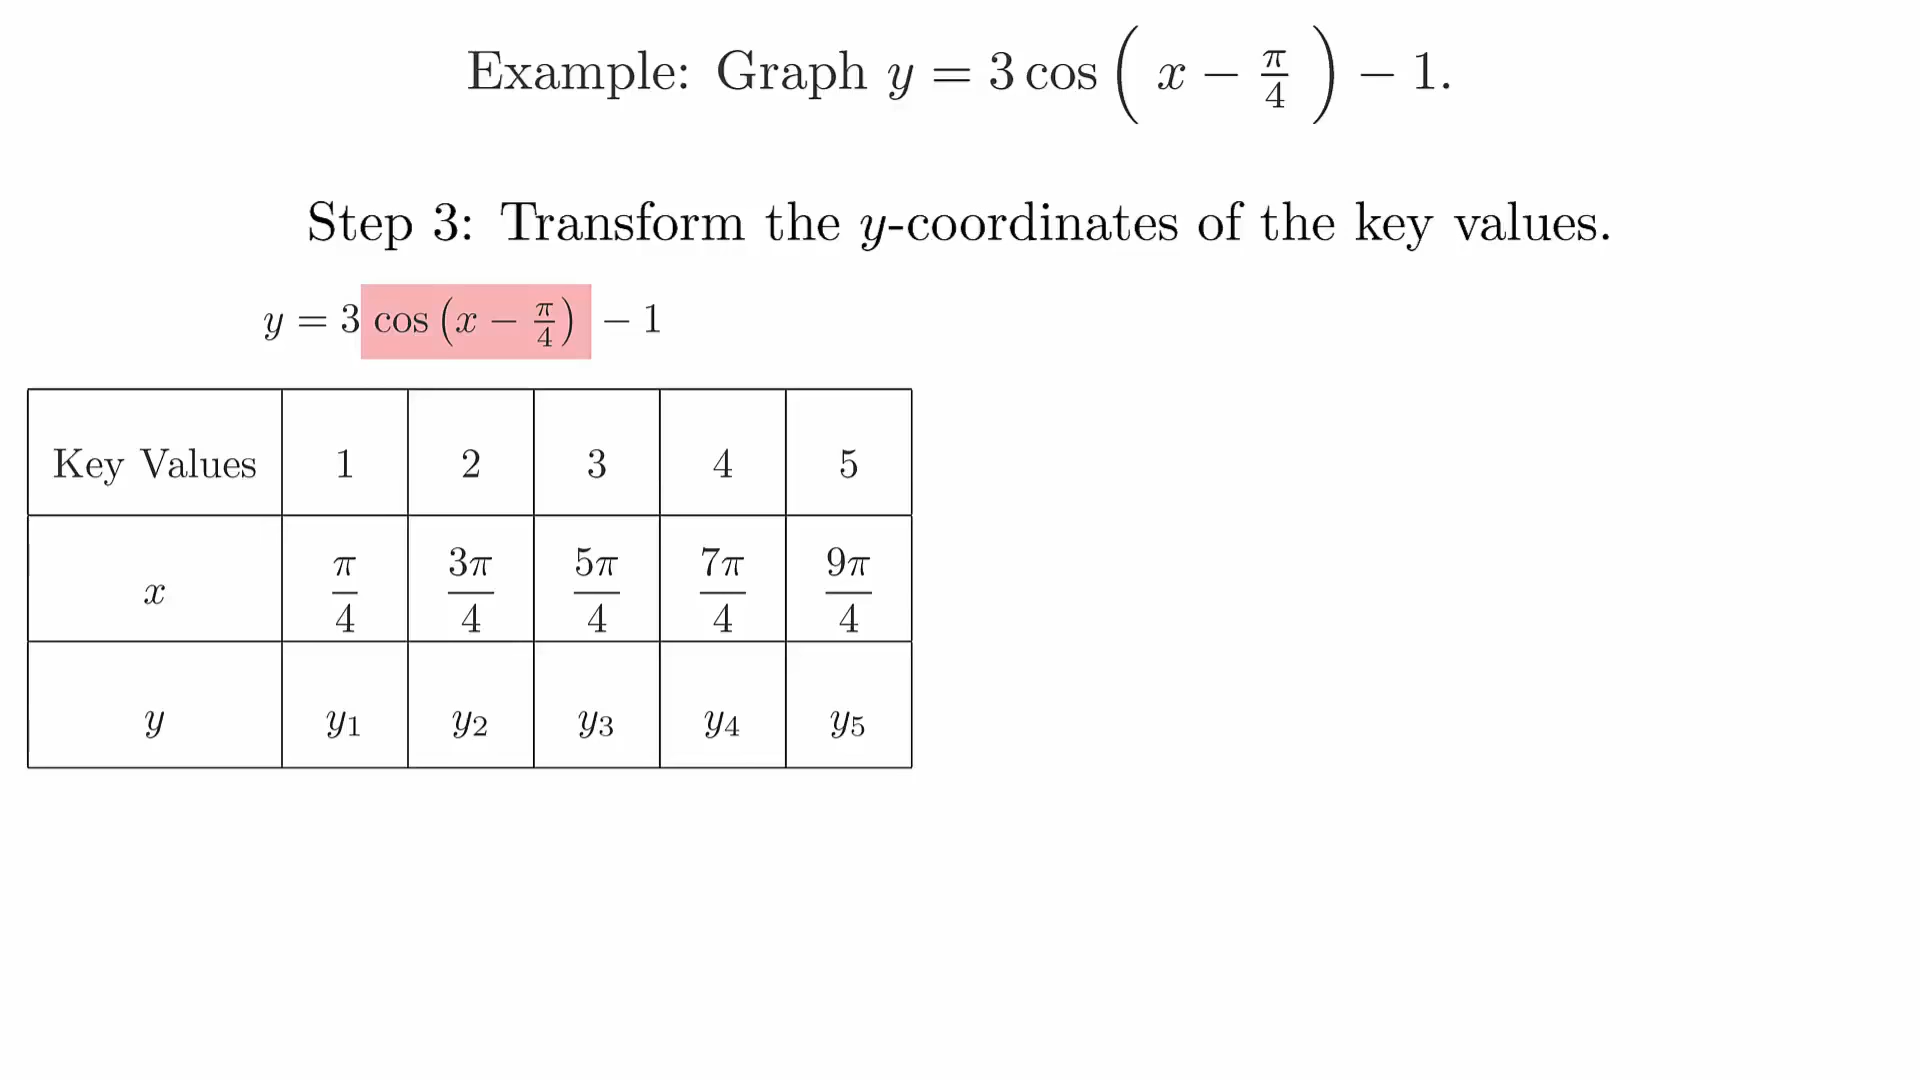 Example: Graph y = 3 cos ( x − π/4 ) − 1.
Step 3: Transform the y-coordinates of the key values.
y = 3 cos (x − π/4) − 1
Key Values 1 2 3 4 5
x π/4 3π/4 5π/4 7π/4 9π/4
y y₁ y₂ y₃ y₄ y₅